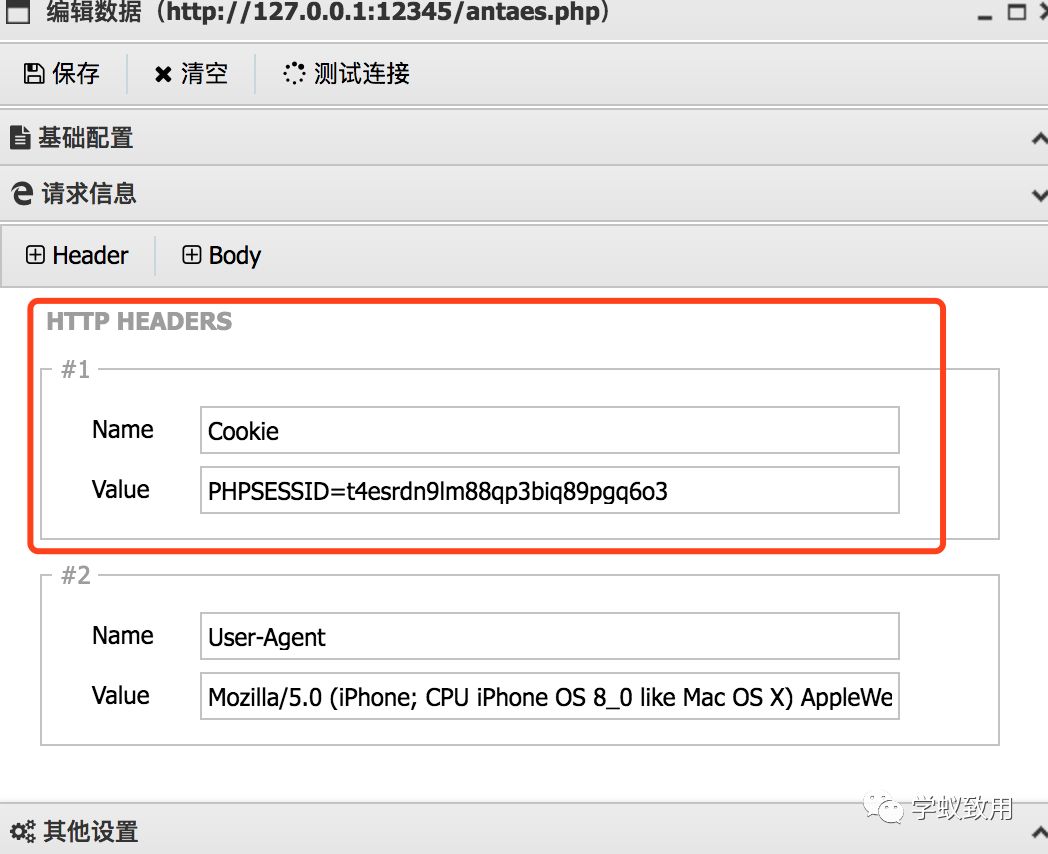 编辑数据（http://127.0.0.1:12345/antaes.php）
保存 清空 测试连接
基础配置
请求信息
Header Body
HTTP HEADERS
#1
Name Cookie
Value PHPSESSID=t4esrdn9lm88qp3biq89pgq6o3
#2
Name User-Agent
Value Mozilla/5.0 (iPhone; CPU iPhone OS 8_0 like Mac OS X) AppleWe
学蚁致用
其他设置